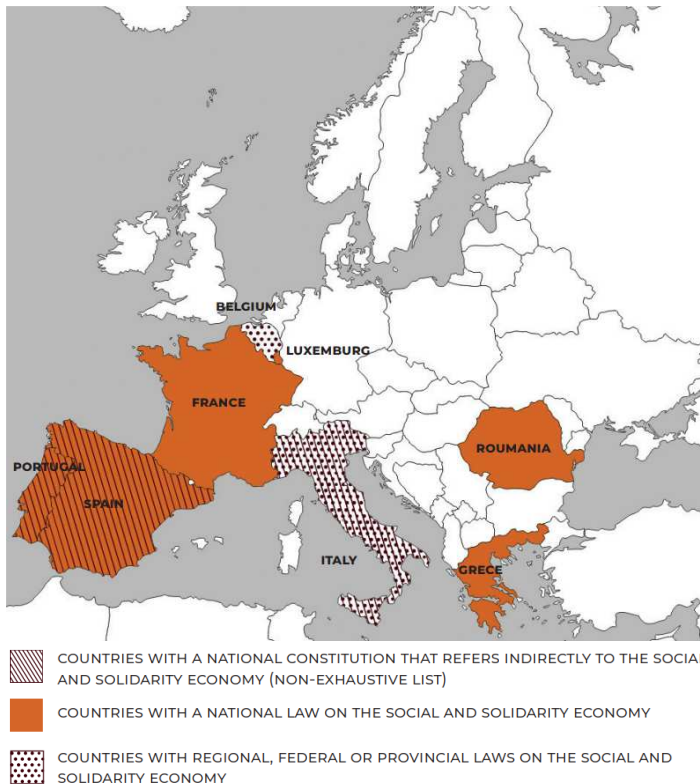 BELGIUM
LUXEMBURG
FRANCE
ROUMANIA
PORTUGAL
SPAIN
ITALY
GRECE
COUNTRIES WITH A NATIONAL CONSTITUTION THAT REFERS INDIRECTLY TO THE SOCIAL
AND SOLIDARITY ECONOMY (NON-EXHAUSTIVE LIST)
COUNTRIES WITH A NATIONAL LAW ON THE SOCIAL AND SOLIDARITY ECONOMY
COUNTRIES WITH REGIONAL, FEDERAL OR PROVINCIAL LAWS ON THE SOCIAL AND
SOLIDARITY ECONOMY